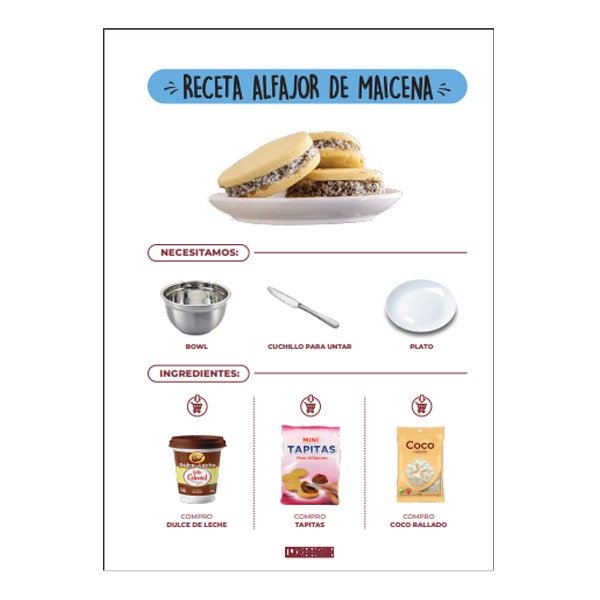 RECETA ALFAJOR DE MAICENA
NECESITAMOS:
BOWL
CUCHILLO PARA UNTAR
PLATO
INGREDIENTES:
Dulce de Leche
Colonial
MINI
TAPITAS
Para Alfajores
Coco
rallado
COMPRO
DULCE DE LECHE
COMPRO
TAPITAS
COMPRO
COCO RALLADO